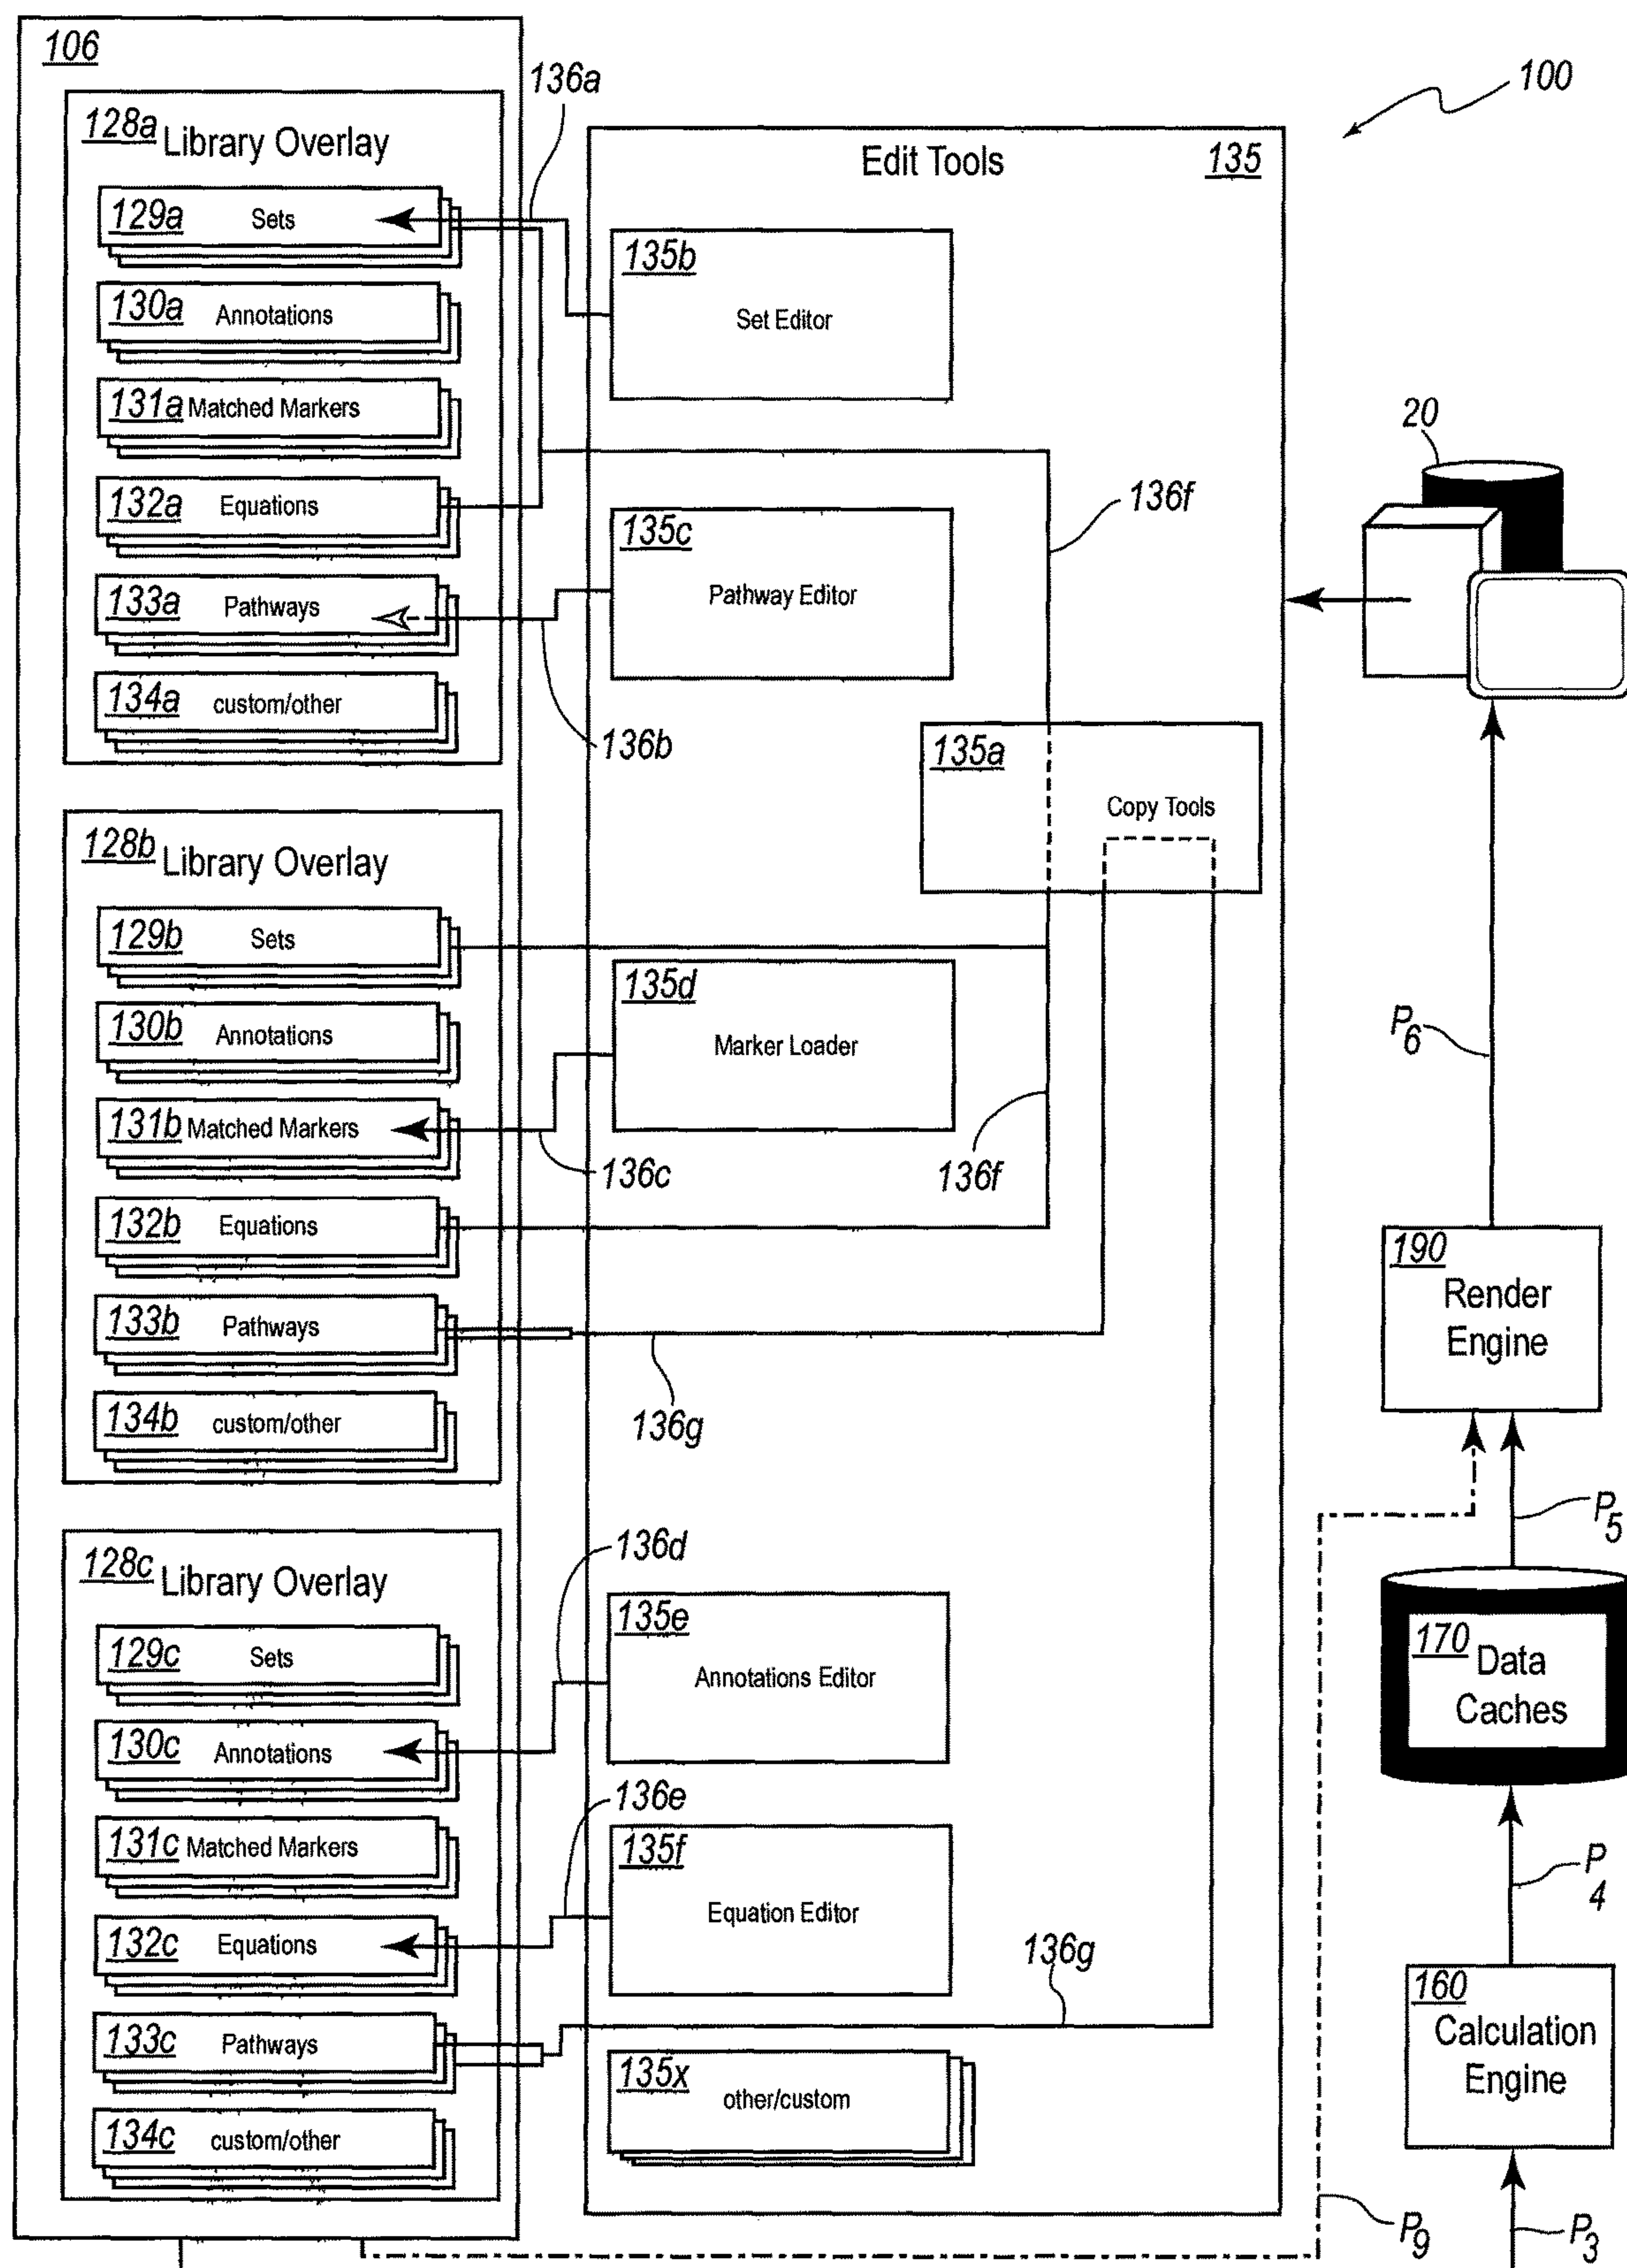 106
136a
100
128a Library Overlay
Edit Tools 135
129a Sets
135b
Set Editor
130a Annotations
131a Matched Markers
20
132a Equations
136f
135c
Pathway Editor
133a Pathways
134a custom/other
136b
135a
Copy Tools
128b Library Overlay
129b Sets
135d
Marker Loader
130b Annotations
P6
131b Matched Markers
136c
136f
132b Equations
190
Render
Engine
133b Pathways
136g
134b custom/other
P5
136d
128c Library Overlay
135e
Annotations Editor
129c Sets
170 Data
Caches
130c Annotations
136e
131c Matched Markers
135f
Equation Editor
P4
132c Equations
136g
160
Calculation
Engine
133c Pathways
135x
other/custom
134c custom/other
P9
P3